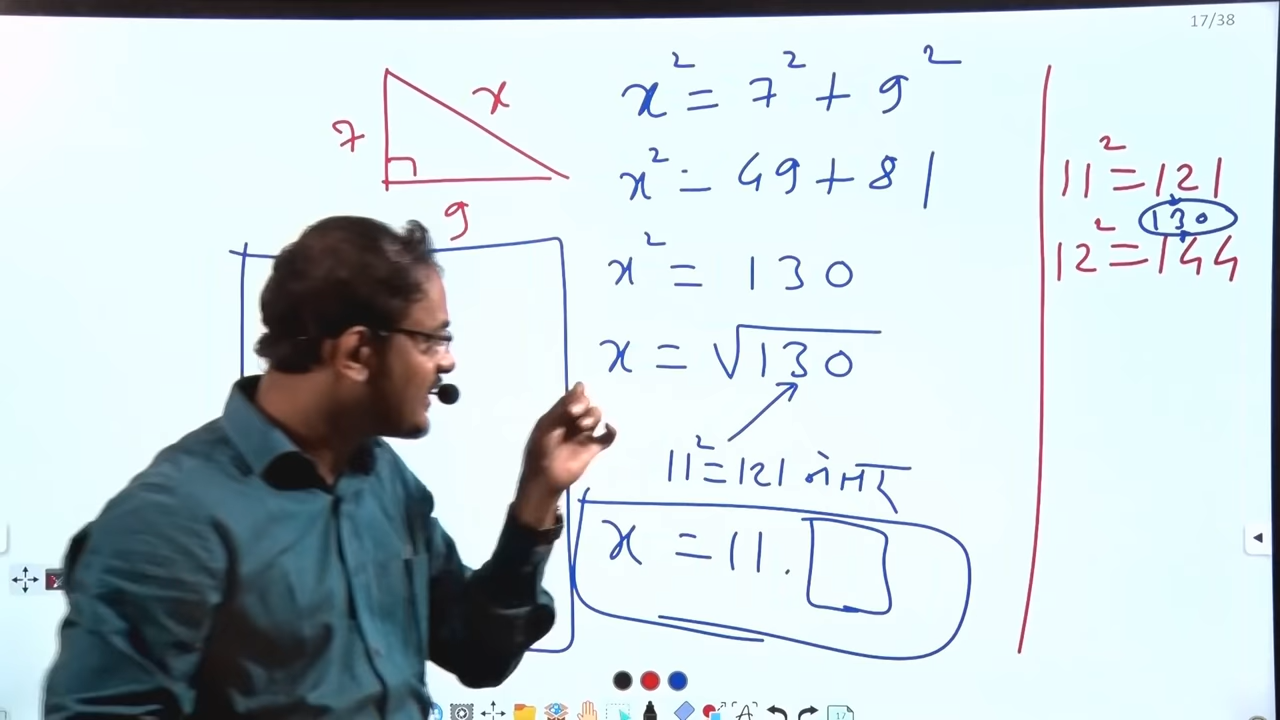 17/38
7
x
9
x² = 7² + 9²
x² = 49 + 81
x² = 130
x = √130
11² = 121
x = 11.
11² = 121
130
12² = 144